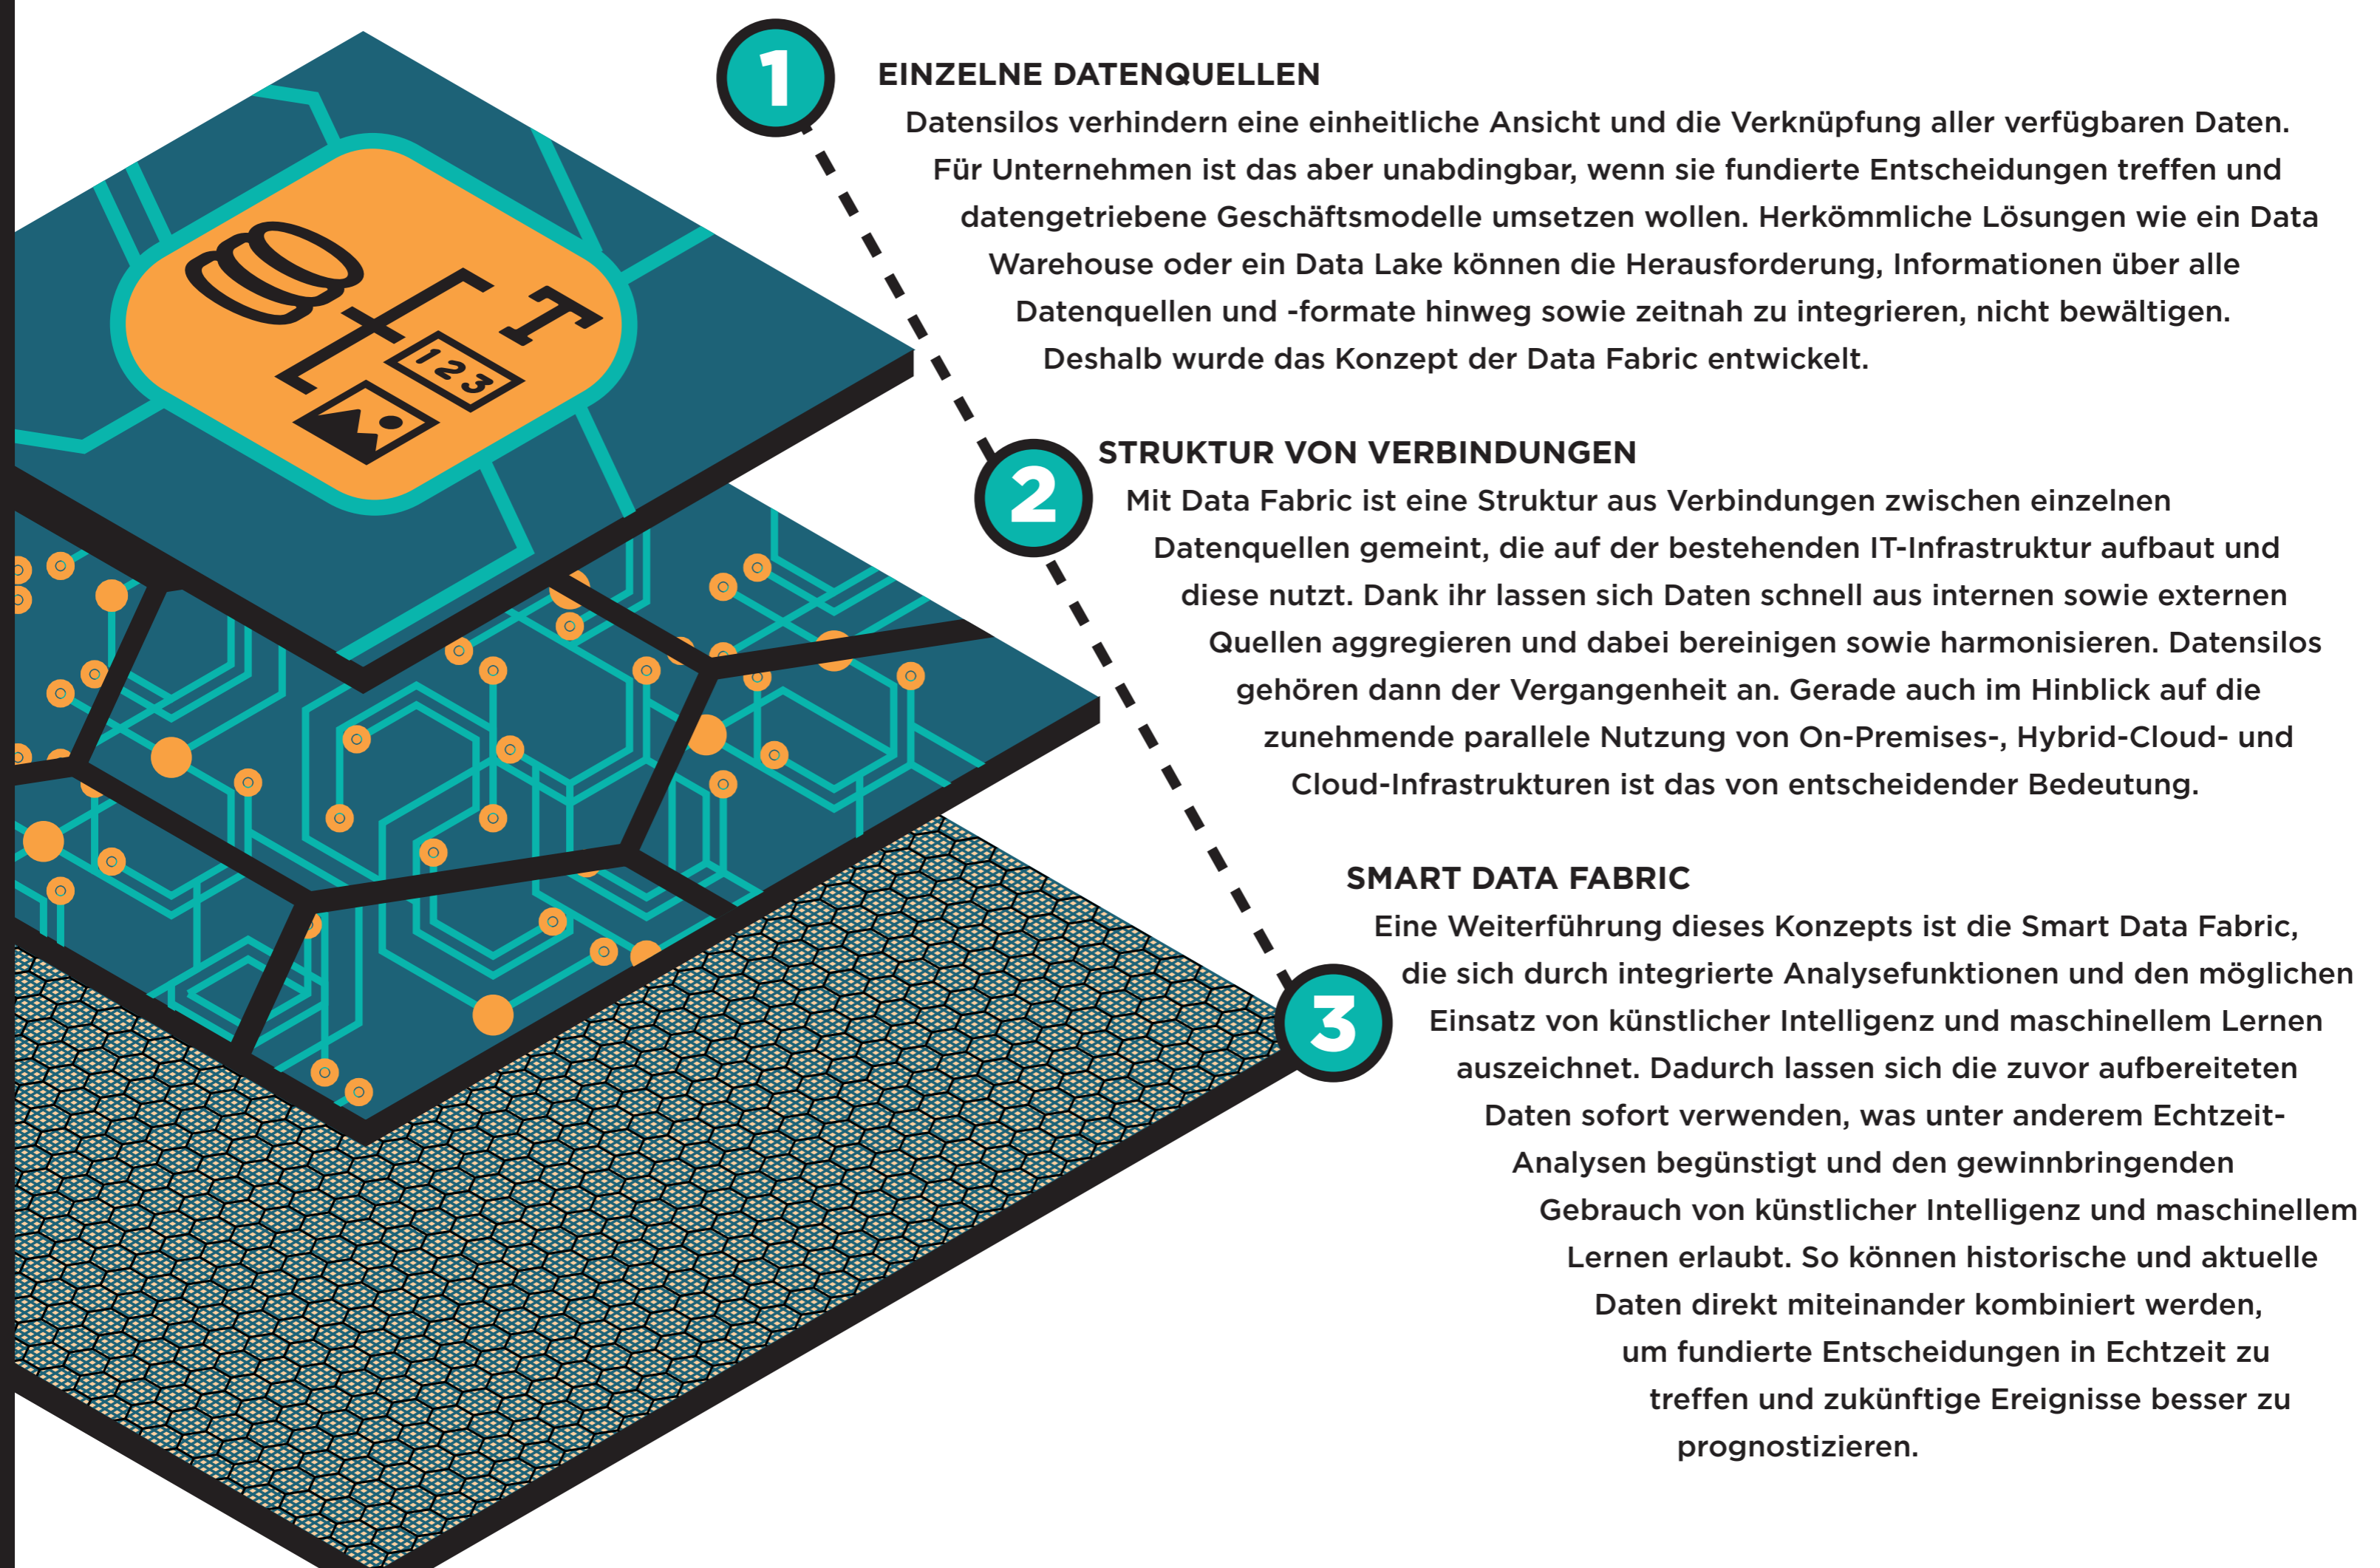 1
EINZELNE DATENQUELLEN
Datensilos verhindern eine einheitliche Ansicht und die Verknüpfung aller verfügbaren Daten.
Für Unternehmen ist das aber unabdingbar, wenn sie fundierte Entscheidungen treffen und
datengetriebene Geschäftsmodelle umsetzen wollen. Herkömmliche Lösungen wie ein Data
Warehouse oder ein Data Lake können die Herausforderung, Informationen über alle
Datenquellen und -formate hinweg sowie zeitnah zu integrieren, nicht bewältigen.
Deshalb wurde das Konzept der Data Fabric entwickelt.
T
123
2
STRUKTUR VON VERBINDUNGEN
Mit Data Fabric ist eine Struktur aus Verbindungen zwischen einzelnen
Datenquellen gemeint, die auf der bestehenden IT-Infrastruktur aufbaut und
diese nutzt. Dank ihr lassen sich Daten schnell aus internen sowie externen
Quellen aggregieren und dabei bereinigen sowie harmonisieren. Datensilos
gehören dann der Vergangenheit an. Gerade auch im Hinblick auf die
zunehmende parallele Nutzung von On-Premises-, Hybrid-Cloud- und
Cloud-Infrastrukturen ist das von entscheidender Bedeutung.
3
SMART DATA FABRIC
Eine Weiterführung dieses Konzepts ist die Smart Data Fabric,
die sich durch integrierte Analysefunktionen und den möglichen
Einsatz von künstlicher Intelligenz und maschinellem Lernen
auszeichnet. Dadurch lassen sich die zuvor aufbereiteten
Daten sofort verwenden, was unter anderem Echtzeit-
Analysen begünstigt und den gewinnbringenden
Gebrauch von künstlicher Intelligenz und maschinellem
Lernen erlaubt. So können historische und aktuelle
Daten direkt miteinander kombiniert werden,
um fundierte Entscheidungen in Echtzeit zu
treffen und zukünftige Ereignisse besser zu
prognostizieren.